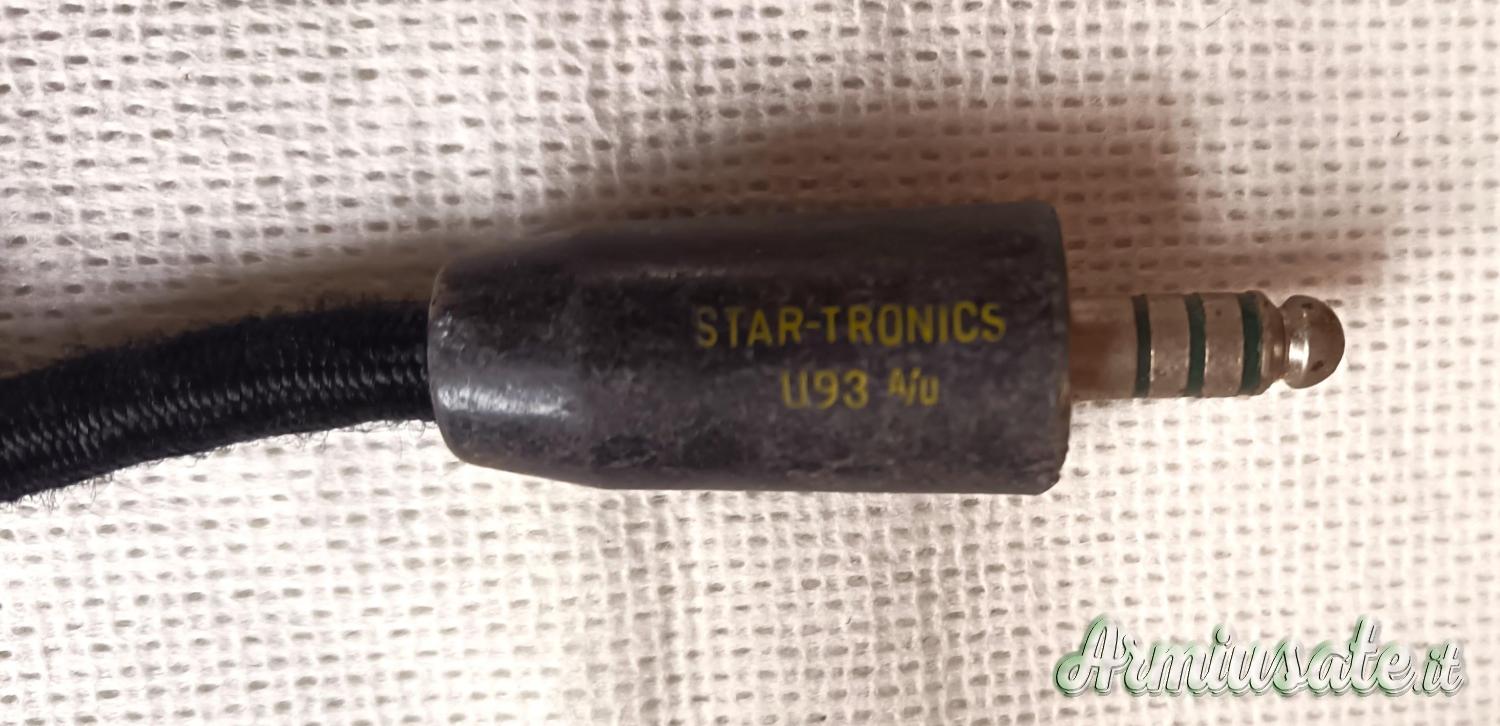 STAR-TRONICS
U93 A/U
Armiusate.it